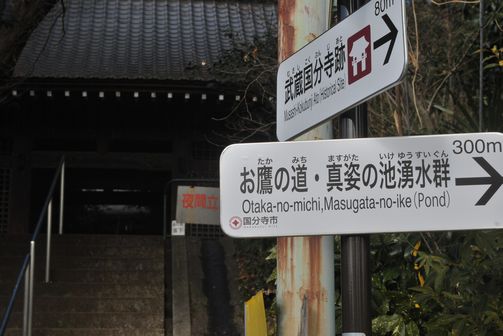 80m
むさしこくぶんじあと
武蔵国分寺跡
Musashi-Kokubunji Ato (Historical Site)
300m
たか みち ますがた いけ ゆうすいぐん
お鷹の道・真姿の池湧水群
Otaka-no-michi,Masugata-no-ike(Pond)
国分寺市
夜間立